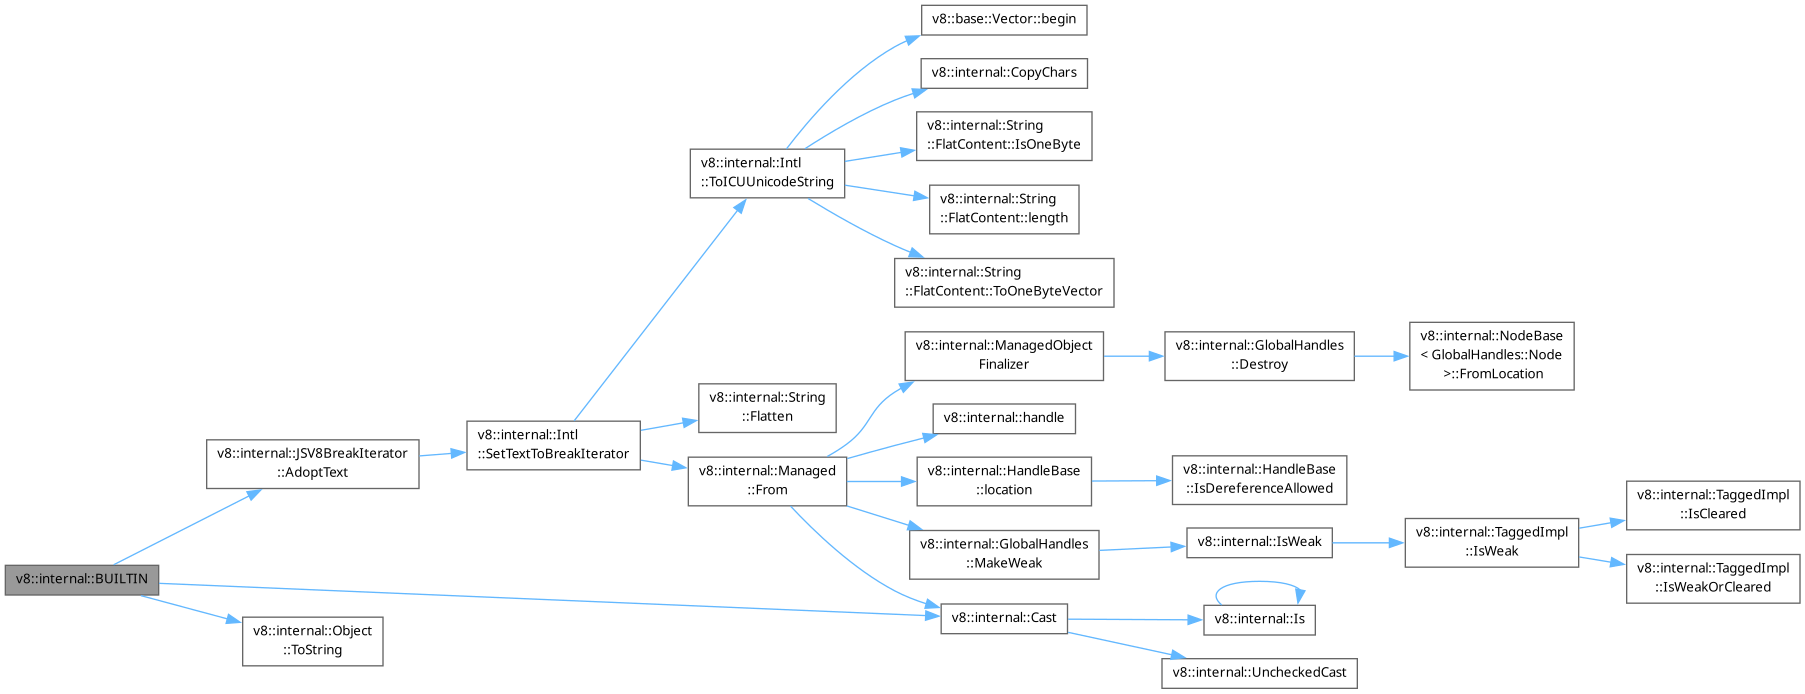 v8::base::Vector::begin
v8::internal::CopyChars
v8::internal::String
::FlatContent::IsOneByte
v8::internal::Intl
::ToICUUnicodeString
v8::internal::String
::FlatContent::length
v8::internal::String
::FlatContent::ToOneByteVector
v8::internal::ManagedObject
Finalizer
v8::internal::GlobalHandles
::Destroy
v8::internal::NodeBase
< GlobalHandles::Node
>::FromLocation
v8::internal::String
::Flatten
v8::internal::handle
v8::internal::Intl
::SetTextToBreakIterator
v8::internal::JSV8BreakIterator
::AdoptText
v8::internal::Managed
::From
v8::internal::HandleBase
::location
v8::internal::HandleBase
::IsDereferenceAllowed
v8::internal::GlobalHandles
::MakeWeak
v8::internal::IsWeak
v8::internal::TaggedImpl
::IsWeak
v8::internal::TaggedImpl
::IsCleared
v8::internal::TaggedImpl
::IsWeakOrCleared
v8::internal::BUILTIN
v8::internal::Cast
v8::internal::Is
v8::internal::Object
::ToString
v8::internal::UncheckedCast